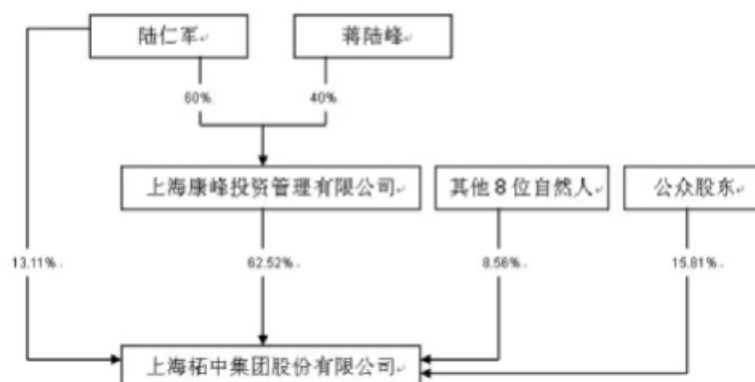 陆仁军
蒋陆峰
60%
40%
上海康峰投资管理有限公司
其他8位自然人
公众股东
13.11%
62.52%
8.56%
15.81%
上海柘中集团股份有限公司